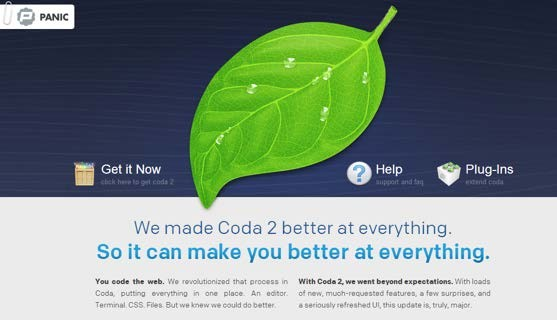 PANIC
Get it Now
click here to get coda 2
Help
support and faq
Plug-Ins
extend coda
We made Coda 2 better at everything.
So it can make you better at everything.
You code the web. We revolutionized that process in
Coda, putting everything in one place. An editor.
Terminal. CSS. Files. But we knew we could do better.
With Coda 2, we went beyond expectations. With loads
of new, much-requested features, a few surprises, and
a seriously refreshed UI, this update is, truly, major.